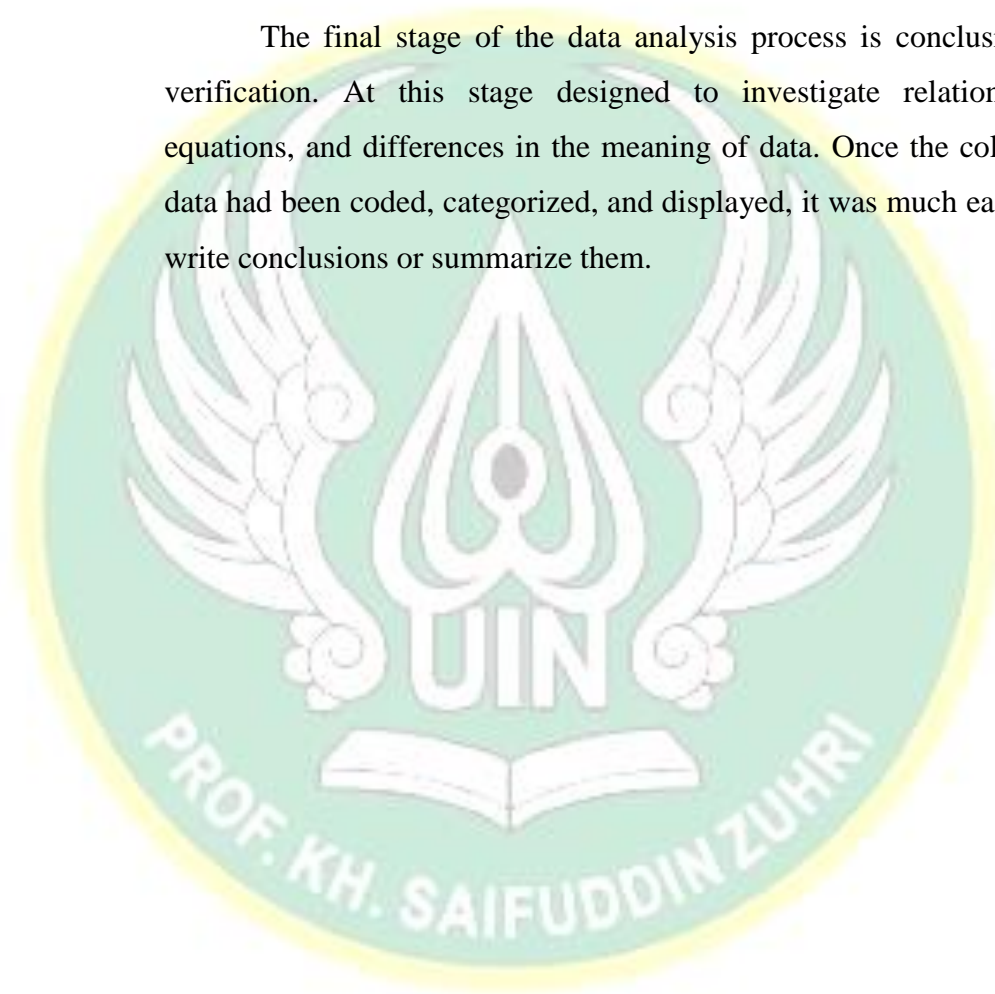 The final stage of the data analysis process is conclusi
verification. At this stage designed to investigate relation
equations, and differences in the meaning of data. Once the col
data had been coded, categorized, and displayed, it was much ea
write conclusions or summarize them.
UIN
PROF. KH. SAIFUDDIN ZUHRI